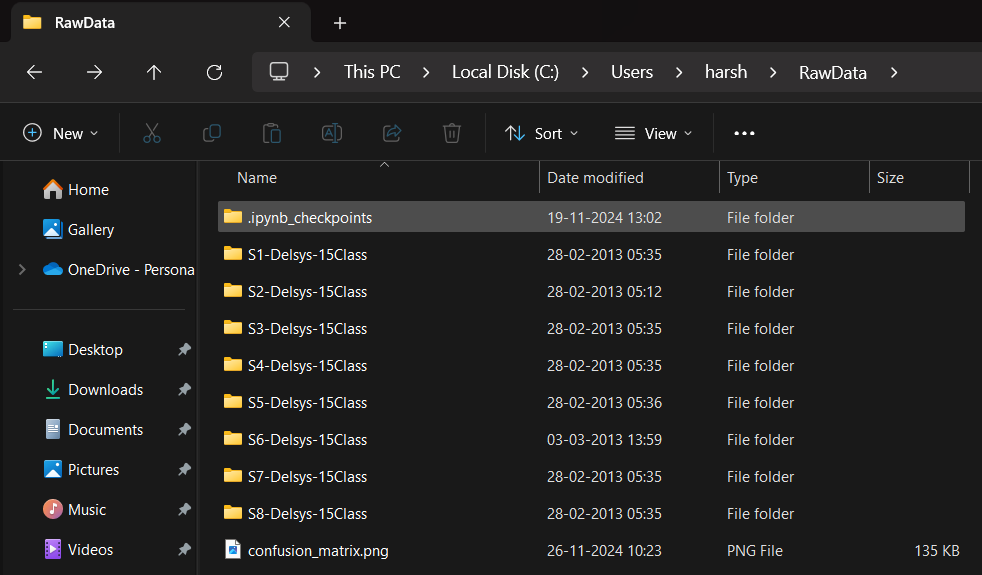 RawData
This PC > Local Disk (C:) > Users > harsh > RawData >
New
Sort
View
Home
Gallery
OneDrive - Persona
Desktop
Downloads
Documents
Pictures
Music
Videos
Name Date modified Type Size
.ipynb_checkpoints 19-11-2024 13:02 File folder
S1-Delsys-15Class 28-02-2013 05:35 File folder
S2-Delsys-15Class 28-02-2013 05:12 File folder
S3-Delsys-15Class 28-02-2013 05:35 File folder
S4-Delsys-15Class 28-02-2013 05:35 File folder
S5-Delsys-15Class 28-02-2013 05:36 File folder
S6-Delsys-15Class 03-03-2013 13:59 File folder
S7-Delsys-15Class 28-02-2013 05:35 File folder
S8-Delsys-15Class 28-02-2013 05:35 File folder
confusion_matrix.png 26-11-2024 10:23 PNG File 135 KB